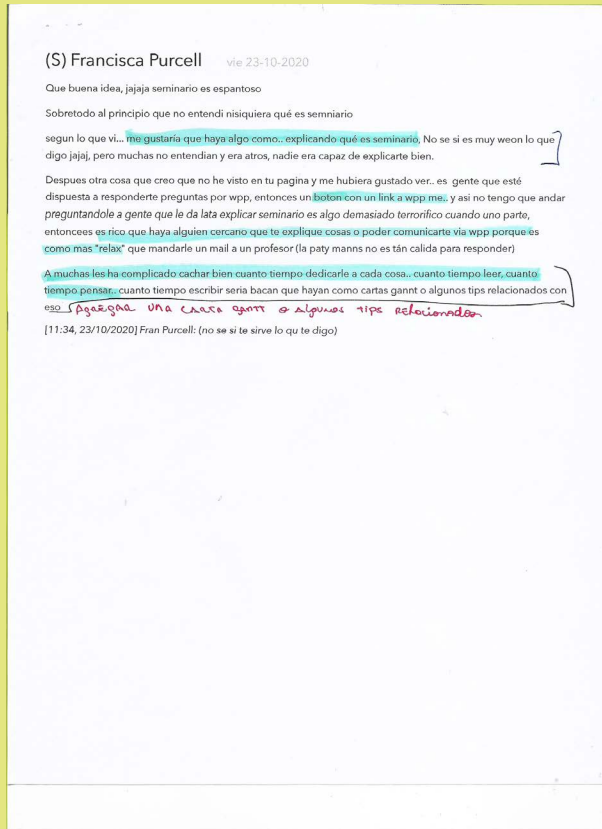 (S) Francisca Purcell vie 23-10-2020
Que buena idea, jajaja seminario es espantoso
Sobretodo al principio que no entendi nisiquiera qué es semniario
segun lo que vi... me gustaría que haya algo como.. explicando qué es seminario, No se si es muy weon lo que
digo jajaj, pero muchas no entendian y era atros, nadie era capaz de explicarte bien.
Despues otra cosa que creo que no he visto en tu pagina y me hubiera gustado ver.. es gente que esté
dispuesta a responderte preguntas por wpp, entonces un boton con un link a wpp me.. y asi no tengo que andar
preguntandole a gente que le da lata explicar seminario es algo demasiado terrorifico cuando uno parte,
entoncees es rico que haya alguien cercano que te explique cosas o poder comunicarte via wpp porque es
como mas "relax" que mandarle un mail a un profesor (la paty manns no es tán calida para responder)
A muchas les ha complicado cachar bien cuanto tiempo dedicarle a cada cosa.. cuanto tiempo leer, cuanto
tiempo pensar.. cuanto tiempo escribir seria bacan que hayan como cartas gannt o algunos tips relacionados con
eso Agregar una carta gantt o algunos tips relacionados
[11:34, 23/10/2020] Fran Purcell: (no se si te sirve lo qu te digo)